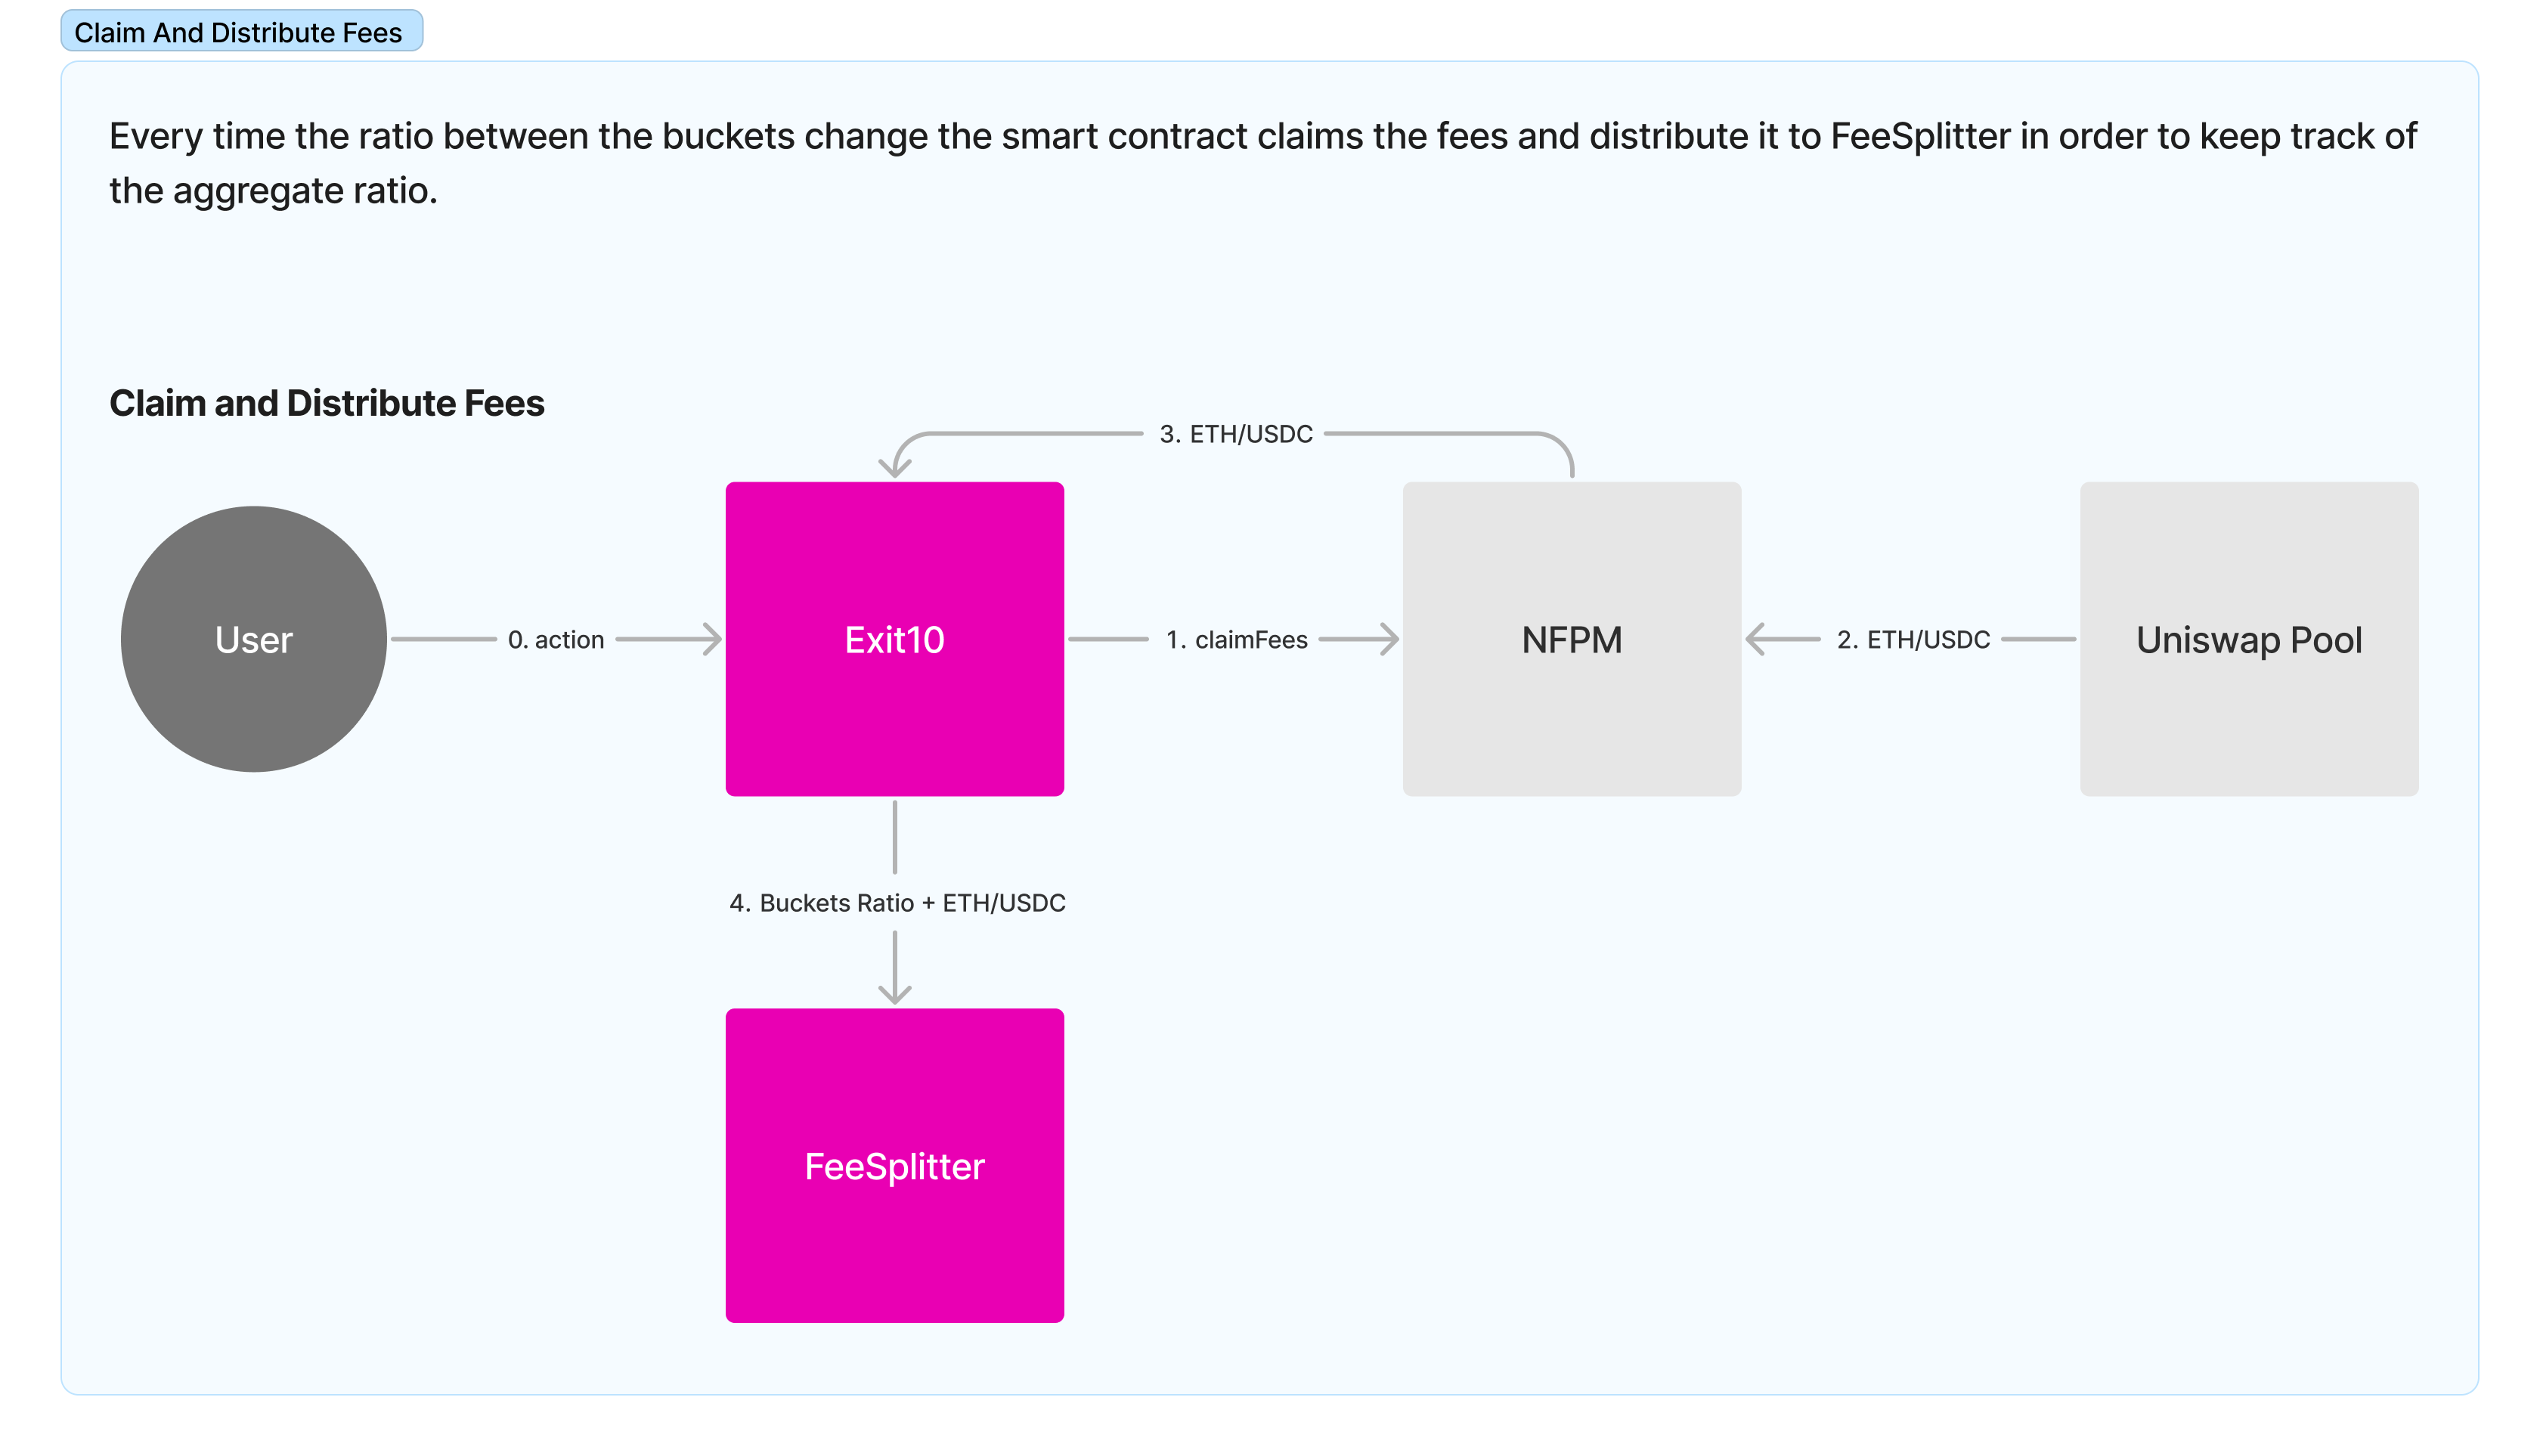 Claim And Distribute Fees
Every time the ratio between the buckets change the smart contract claims the fees and distribute it to FeeSplitter in order to keep track of
the aggregate ratio.
Claim and Distribute Fees
3. ETH/USDC
User
0. action
Exit10
1. claimFees
NFPM
2. ETH/USDC
Uniswap Pool
4. Buckets Ratio + ETH/USDC
FeeSplitter